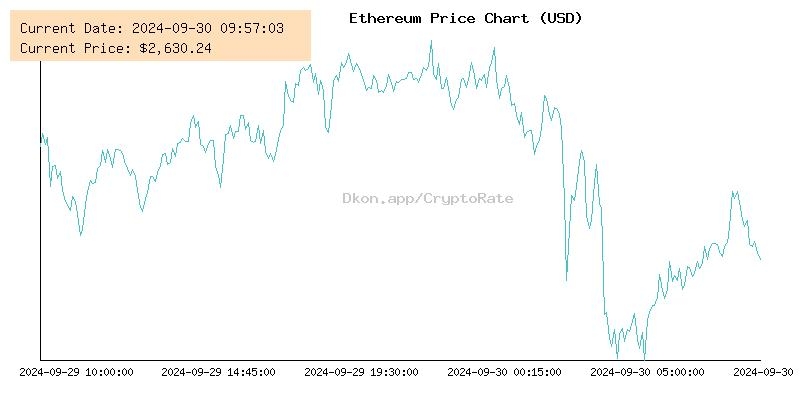 Ethereum Price Chart (USD)
Current Date: 2024-09-30 09:57:03
Current Price: $2,630.24
Dkon.app/CryptoRate
2024-09-29 10:00:00 2024-09-29 14:45:00 2024-09-29 19:30:00 2024-09-30 00:15:00 2024-09-30 05:00:00 2024-09-30